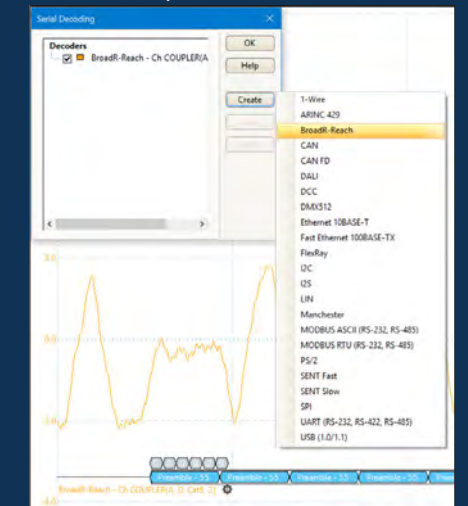 Serial Decoding
Decoders
BroadR-Reach - Ch COUPLER(A
OK
Help
Create
1-Wire
ARINC 429
BroadR-Reach
CAN
CAN FD
DALI
DCC
DMX512
Ethernet 10BASE-T
Fast Ethernet 100BASE-TX
FlexRay
I2C
I2S
LIN
Manchester
MODBUS ASCII (RS-232, RS-485)
MODBUS RTU (RS-232, RS-485)
PS/2
SENT Fast
SENT Slow
SPI
UART (RS-232, RS-422, RS-485)
USB (1.0/1.1)
3.0
0.0
Preamble - 55 Preamble - 55 Preamble - 55 Preamble - 55
BroadR-Reach - Ch COUPLER(A,